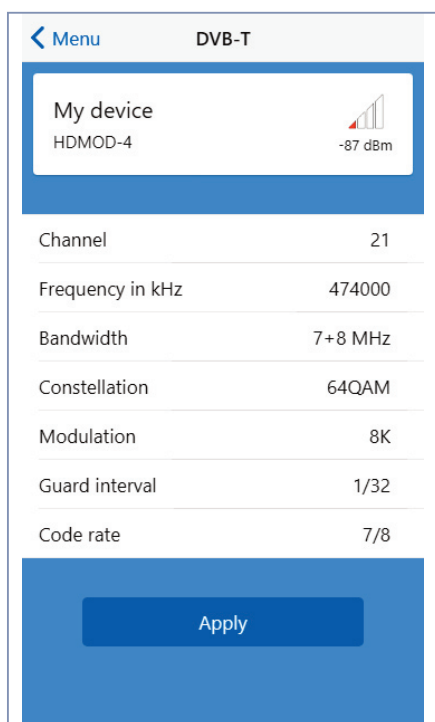 Menu DVB-T
My device
HDMOD-4
-87 dBm
Channel 21
Frequency in kHz 474000
Bandwidth 7+8 MHz
Constellation 64QAM
Modulation 8K
Guard interval 1/32
Code rate 7/8
Apply